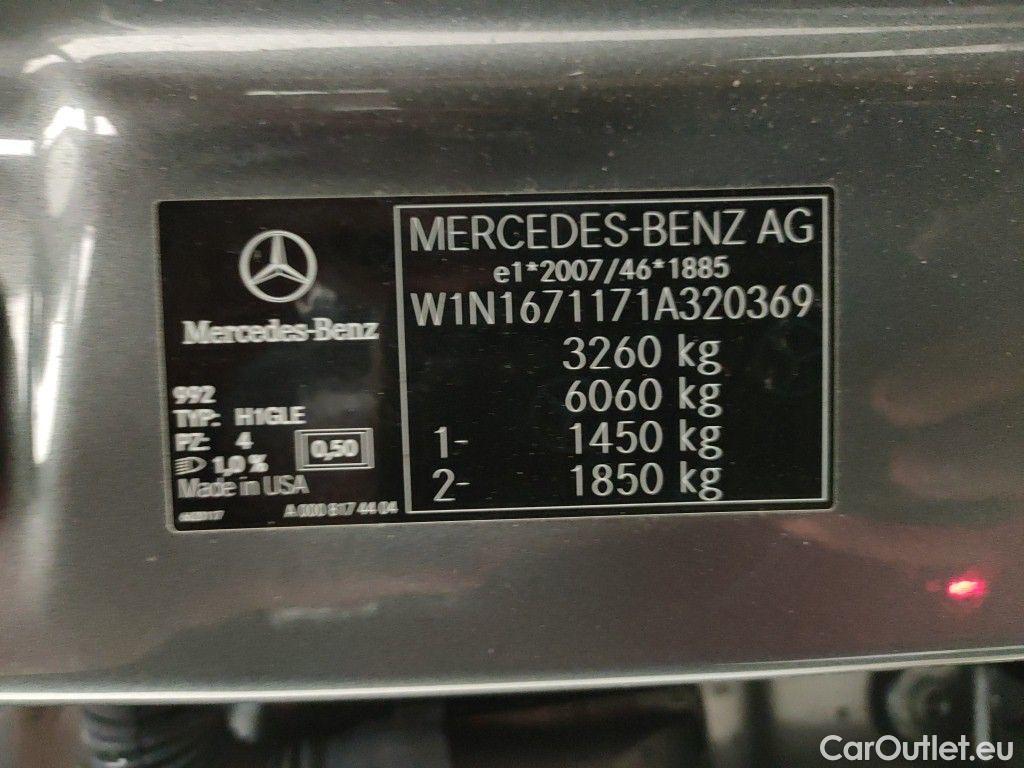 Mercedes-Benz
992
TYP: H1GLE
PZ: 4
0,50
1,0 %
Made in USA
A 000 817 44 04
MERCEDES-BENZ AG
e1*2007/46*1885
W1N1671171A320369
3260 kg
6060 kg
1- 1450 kg
2- 1850 kg
CarOutlet.eu